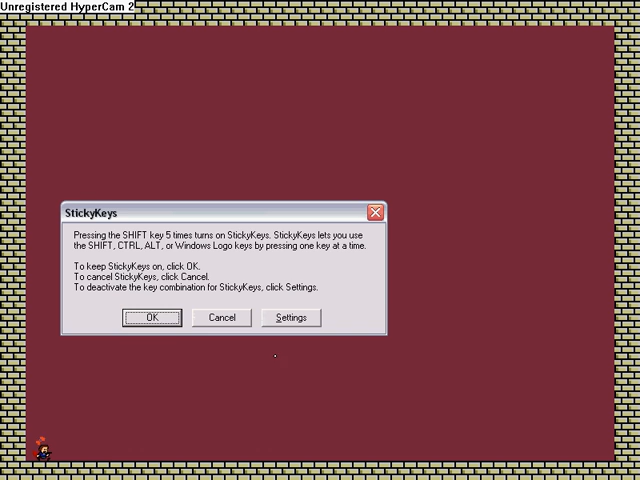 Unregistered HyperCam 2
StickyKeys
Pressing the SHIFT key 5 times turns on StickyKeys. StickyKeys lets you use
the SHIFT, CTRL, ALT, or Windows Logo keys by pressing one key at a time.
To keep StickyKeys on, click OK.
To cancel StickyKeys, click Cancel.
To deactivate the key combination for StickyKeys, click Settings.
OK
Cancel
Settings